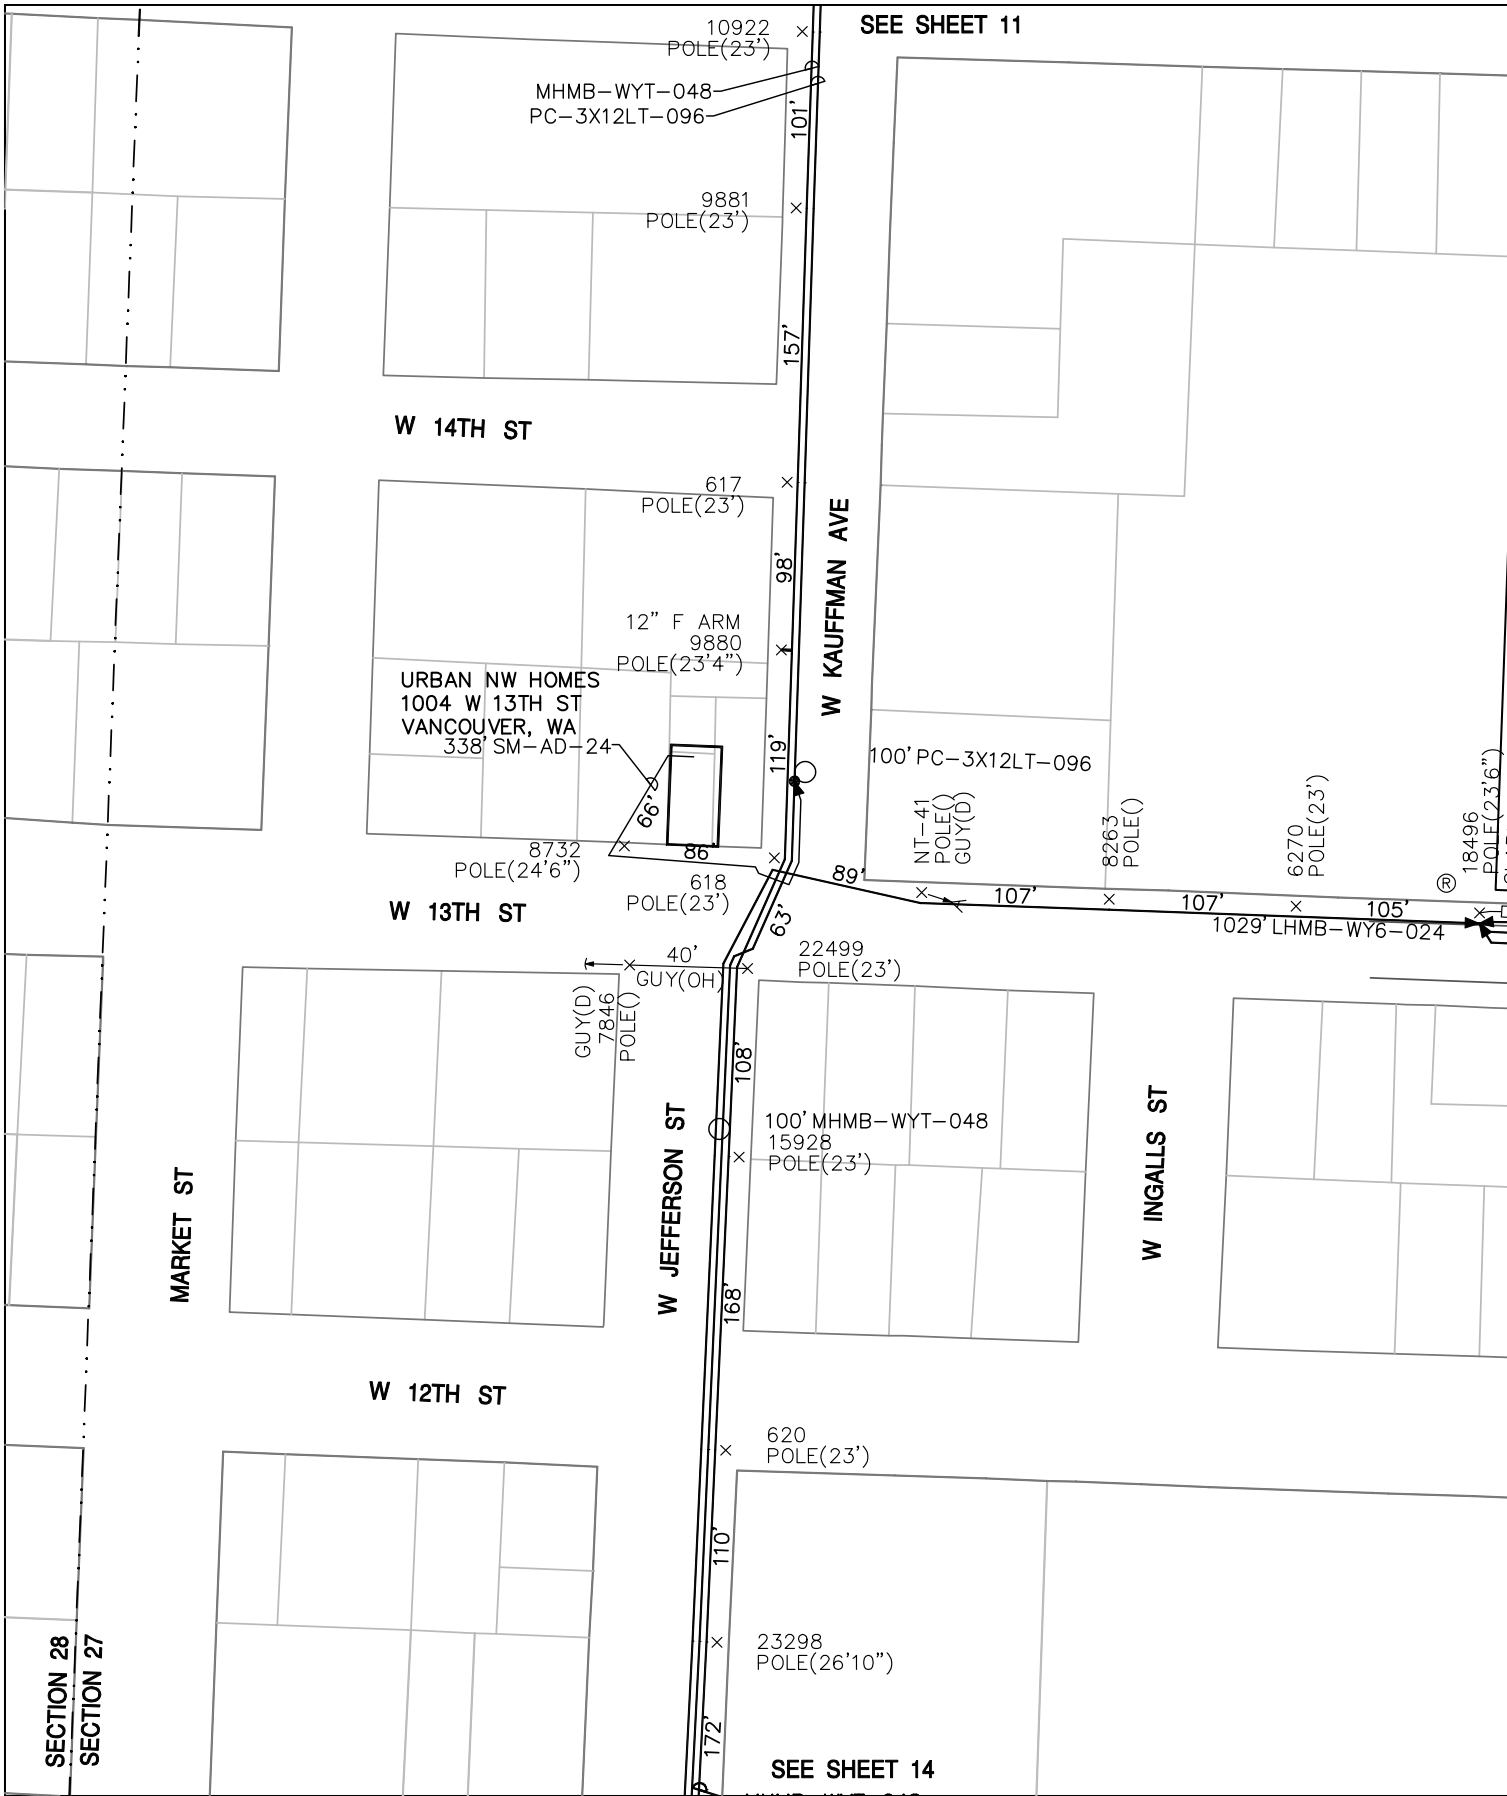 SEE SHEET 11
10922
POLE(23')
MHMB-WYT-048
PC-3X12LT-096
101'
9881
POLE(23')
157'
W 14TH ST
617
POLE(23')
98'
W KAUFFMAN AVE
12" F ARM
9880
POLE(23'4")
URBAN NW HOMES
1004 W 13TH ST
VANCOUVER, WA
338' SM-AD-24
119'
100' PC-3X12LT-096
66'
86'
8732
POLE(24'6")
618
POLE(23')
89'
NT-41
POLE()
GUY(D)
8263
POLE()
6270
POLE(23')
18496
POLE(23'6")
®
W 13TH ST
63'
107'
107'
105'
1029' LHMB-WY6-024
40'
GUY(OH)
22499
POLE(23')
GUY(D)
7846
POLE()
108'
100' MHMB-WYT-048
15928
POLE(23')
MARKET ST
W JEFFERSON ST
W INGALLS ST
168'
W 12TH ST
620
POLE(23')
110'
23298
POLE(26'10")
SECTION 28
SECTION 27
172'
SEE SHEET 14